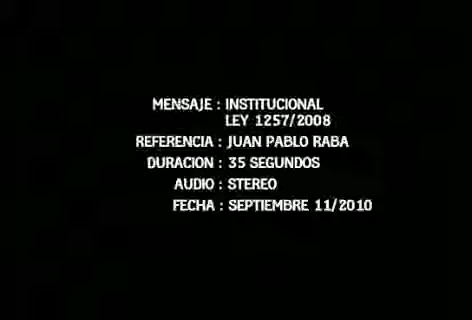 MENSAJE : INSTITUCIONAL
LEY 1257/2008
REFERENCIA : JUAN PABLO RABA
DURACION : 35 SEGUNDOS
AUDIO : STEREO
FECHA : SEPTIEMBRE 11/2010